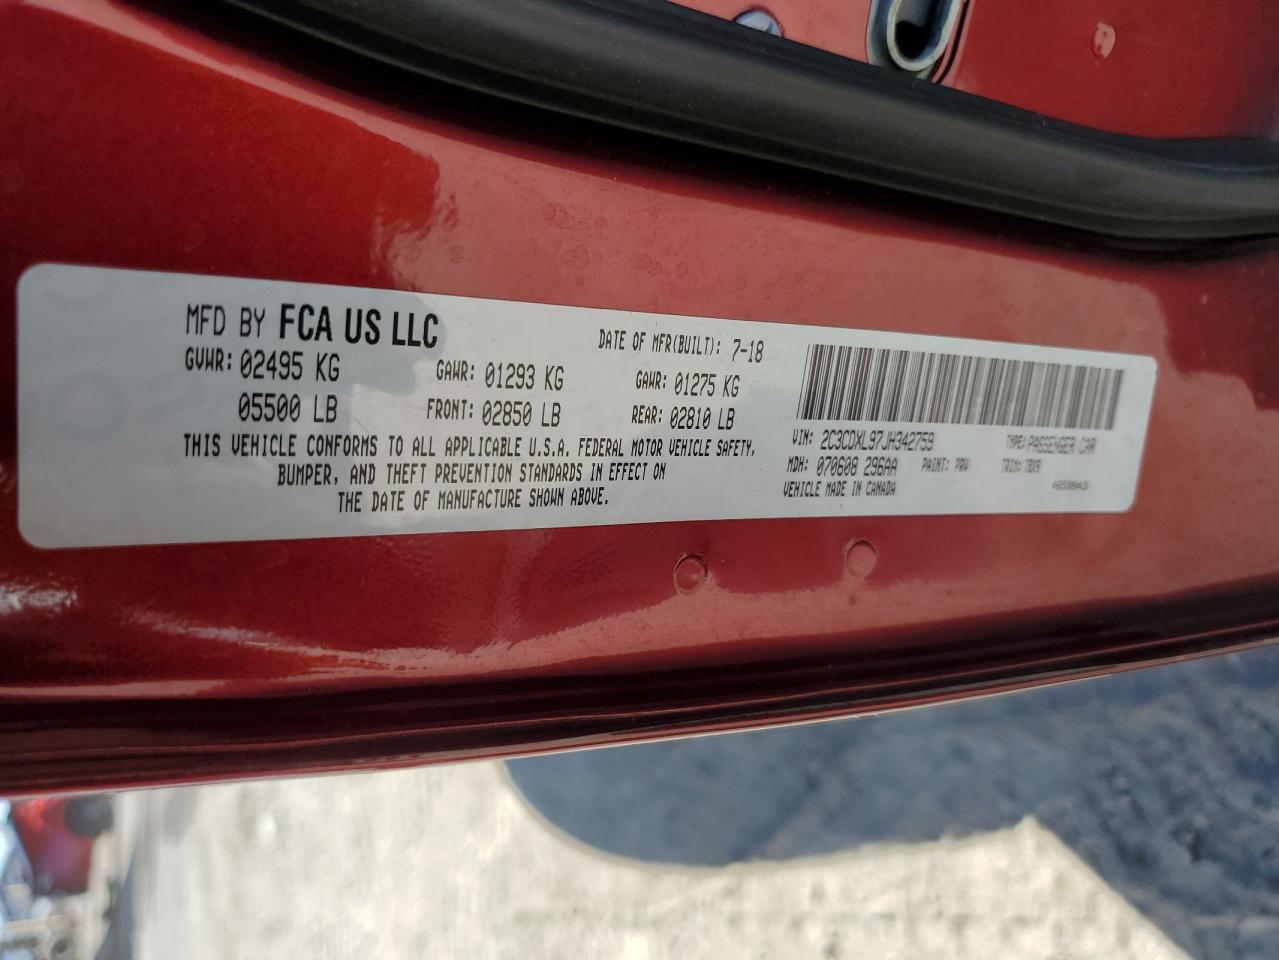 MFD BY FCA US LLC
DATE OF MFR(BUILT): 7-18
GVWR: 02495 KG
05500 LB
GAWR: 01293 KG
FRONT: 02850 LB
GAWR: 01275 KG
REAR: 02810 LB
THIS VEHICLE CONFORMS TO ALL APPLICABLE U.S.A. FEDERAL MOTOR VEHICLE SAFETY,
BUMPER, AND THEFT PREVENTION STANDARDS IN EFFECT ON
THE DATE OF MANUFACTURE SHOWN ABOVE.
VIN: 2C3CDXL97JH342759
TYPE: PASSENGER CAR
MDH: 070608 296AA
PAINT: PRV
TRIM:
VEHICLE MADE IN CANADA